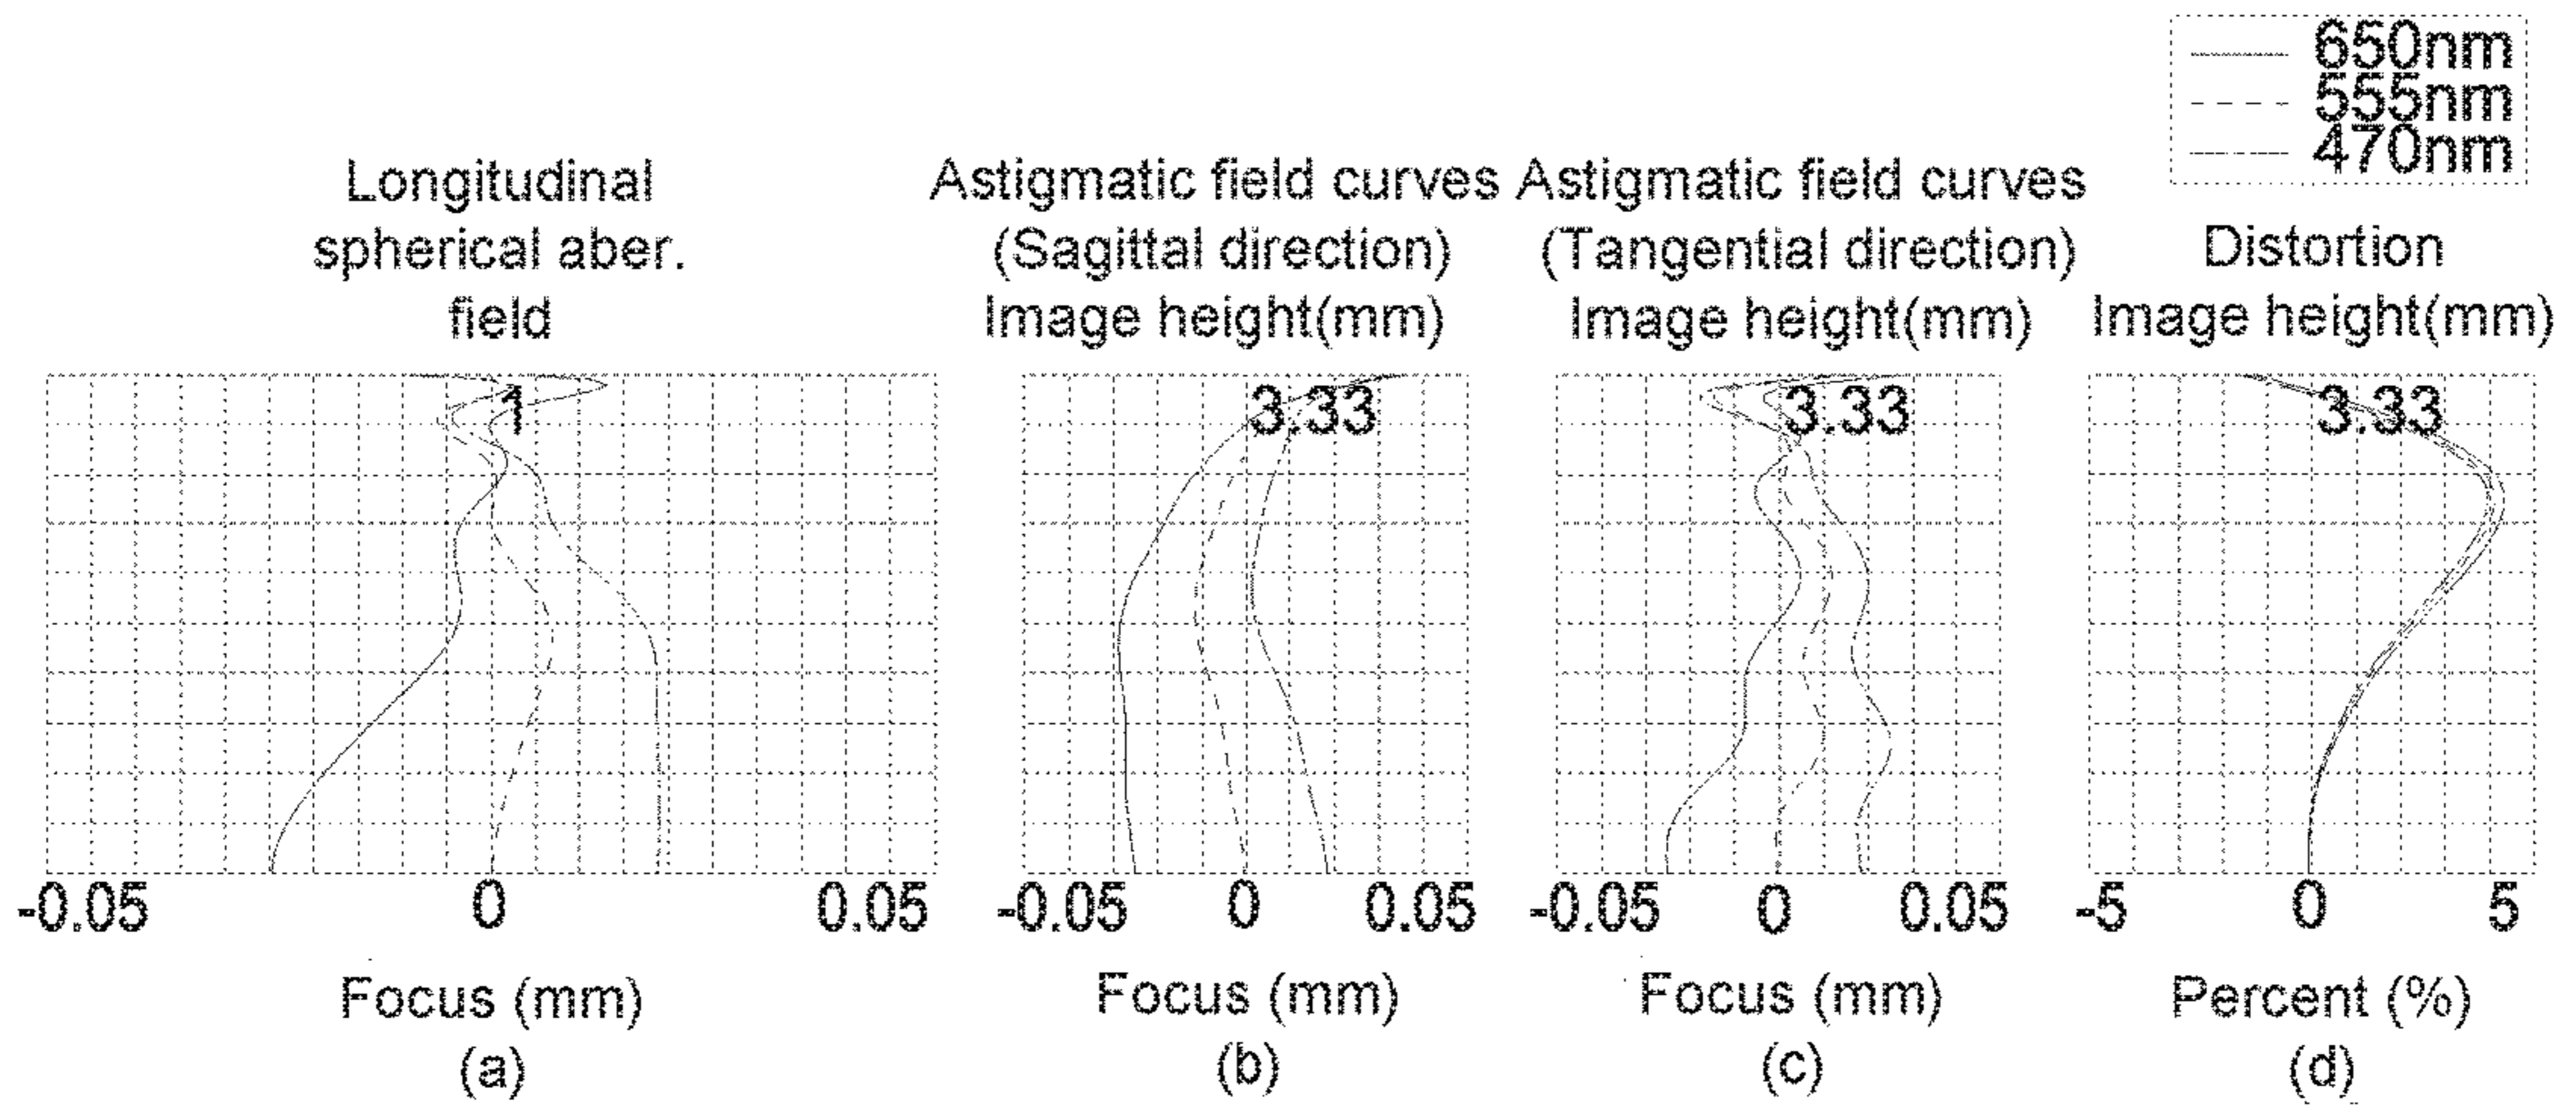 650nm
555nm
470nm
Longitudinal
spherical aber.
field
1
-0.05 0 0.05
Focus (mm)
(a)
Astigmatic field curves
(Sagittal direction)
Image height(mm)
3.33
-0.05 0 0.05
Focus (mm)
(b)
Astigmatic field curves
(Tangential direction)
Image height(mm)
3.33
-0.05 0 0.05
Focus (mm)
(c)
Distortion
Image height(mm)
3.33
-5 0 5
Percent (%)
(d)